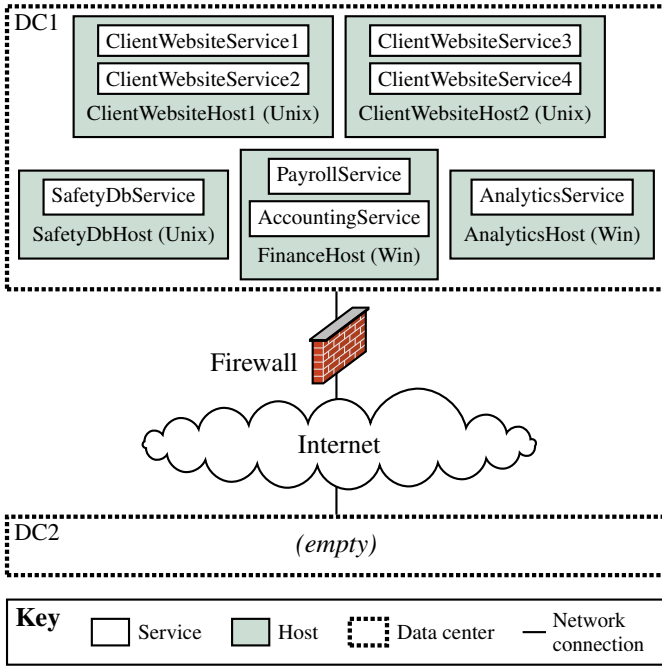 DC1
ClientWebsiteService1
ClientWebsiteService2
ClientWebsiteHost1 (Unix)
ClientWebsiteService3
ClientWebsiteService4
ClientWebsiteHost2 (Unix)
SafetyDbService
SafetyDbHost (Unix)
PayrollService
AccountingService
FinanceHost (Win)
AnalyticsService
AnalyticsHost (Win)
Firewall
Internet
DC2
(empty)
Key
Service
Host
Data center
Network
connection